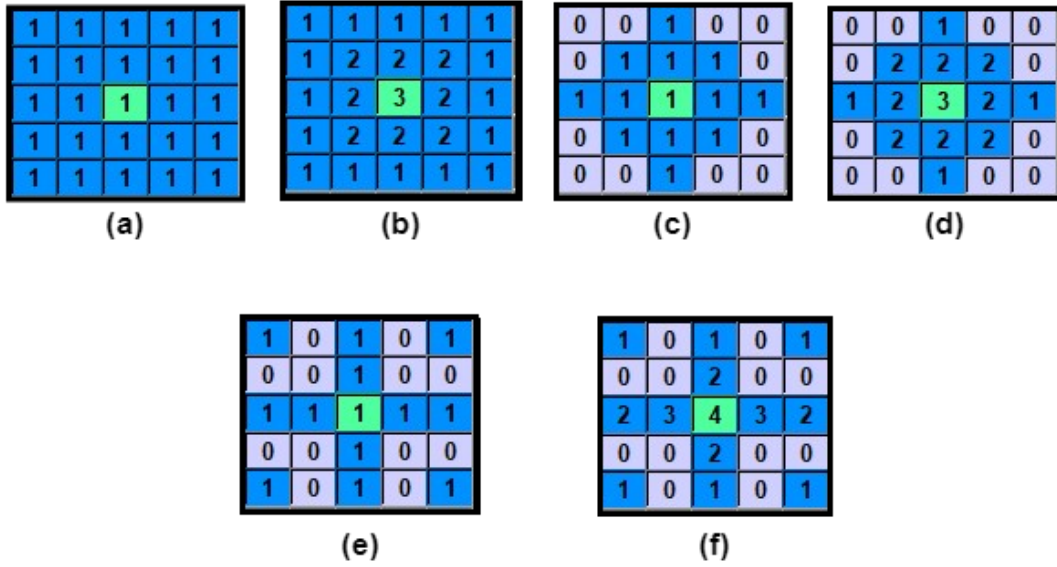 1 1 1 1 1
1 1 1 1 1
1 1 1 1 1
1 1 1 1 1
1 1 1 1 1
(a)
1 1 1 1 1
1 2 2 2 1
1 2 3 2 1
1 2 2 2 1
1 1 1 1 1
(b)
0 0 1 0 0
0 1 1 1 0
1 1 1 1 1
0 1 1 1 0
0 0 1 0 0
(c)
0 0 1 0 0
0 2 2 2 0
1 2 3 2 1
0 2 2 2 0
0 0 1 0 0
(d)
1 0 1 0 1
0 0 1 0 0
1 1 1 1 1
0 0 1 0 0
1 0 1 0 1
(e)
1 0 1 0 1
0 0 2 0 0
2 3 4 3 2
0 0 2 0 0
1 0 1 0 1
(f)